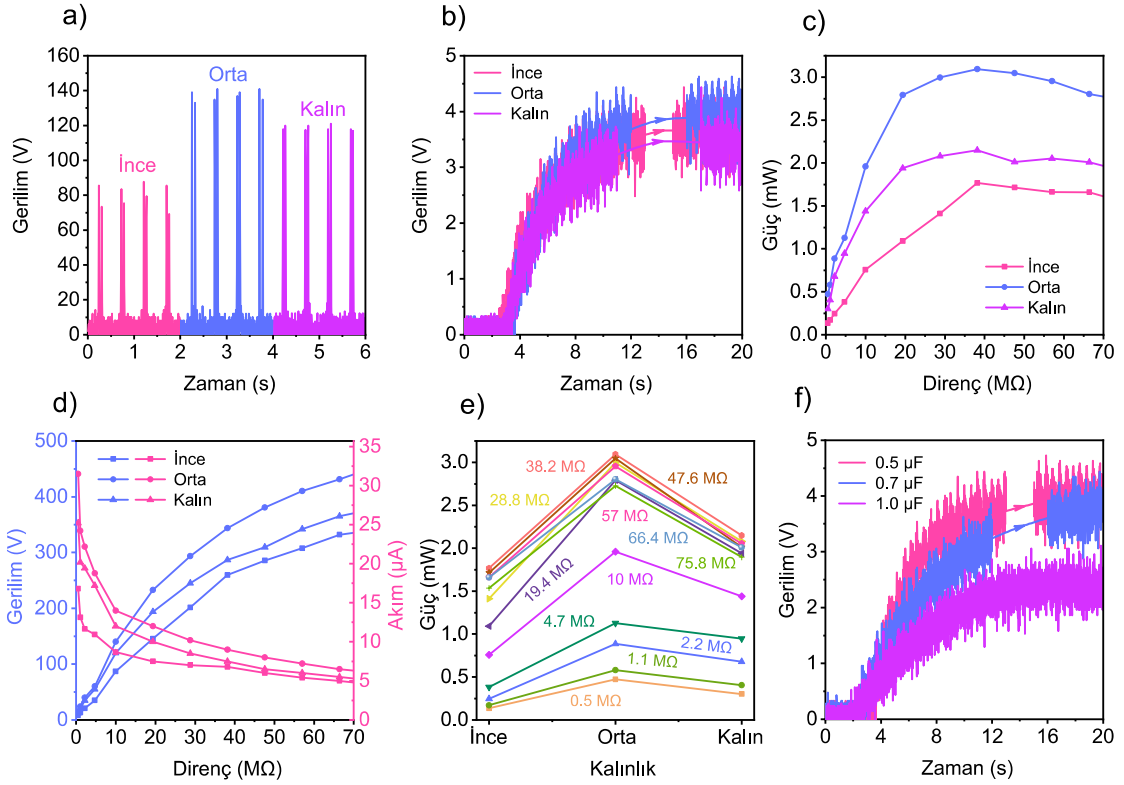 a)
Gerilim (V)
160
140
120
100
80
60
40
20
0
İnce
Orta
Kalın
0
1
2
3
4
5
6
Zaman (s)
b)
Gerilim (V)
5
4
3
2
1
0
İnce
Orta
Kalın
0
4
8
12
16
20
Zaman (s)
c)
Güç (mW)
3.0
2.5
2.0
1.5
1.0
0.5
0.0
İnce
Orta
Kalın
0
10
20
30
40
50
60
70
Direnç (MΩ)
d)
Gerilim (V)
500
400
300
200
100
0
İnce
Orta
Kalın
35
30
25
20
15
10
5
0
Akım (µA)
0
10
20
30
40
50
60
70
Direnç (MΩ)
e)
Güç (mW)
3.0
2.5
2.0
1.5
1.0
0.5
0.0
38.2 MΩ
47.6 MΩ
28.8 MΩ
57 MΩ
66.4 MΩ
75.8 MΩ
19.4 MΩ
10 MΩ
4.7 MΩ
2.2 MΩ
1.1 MΩ
0.5 MΩ
İnce
Orta
Kalın
Kalınlık
f)
Gerilim (V)
5
4
3
2
1
0
0.5 µF
0.7 µF
1.0 µF
0
4
8
12
16
20
Zaman (s)